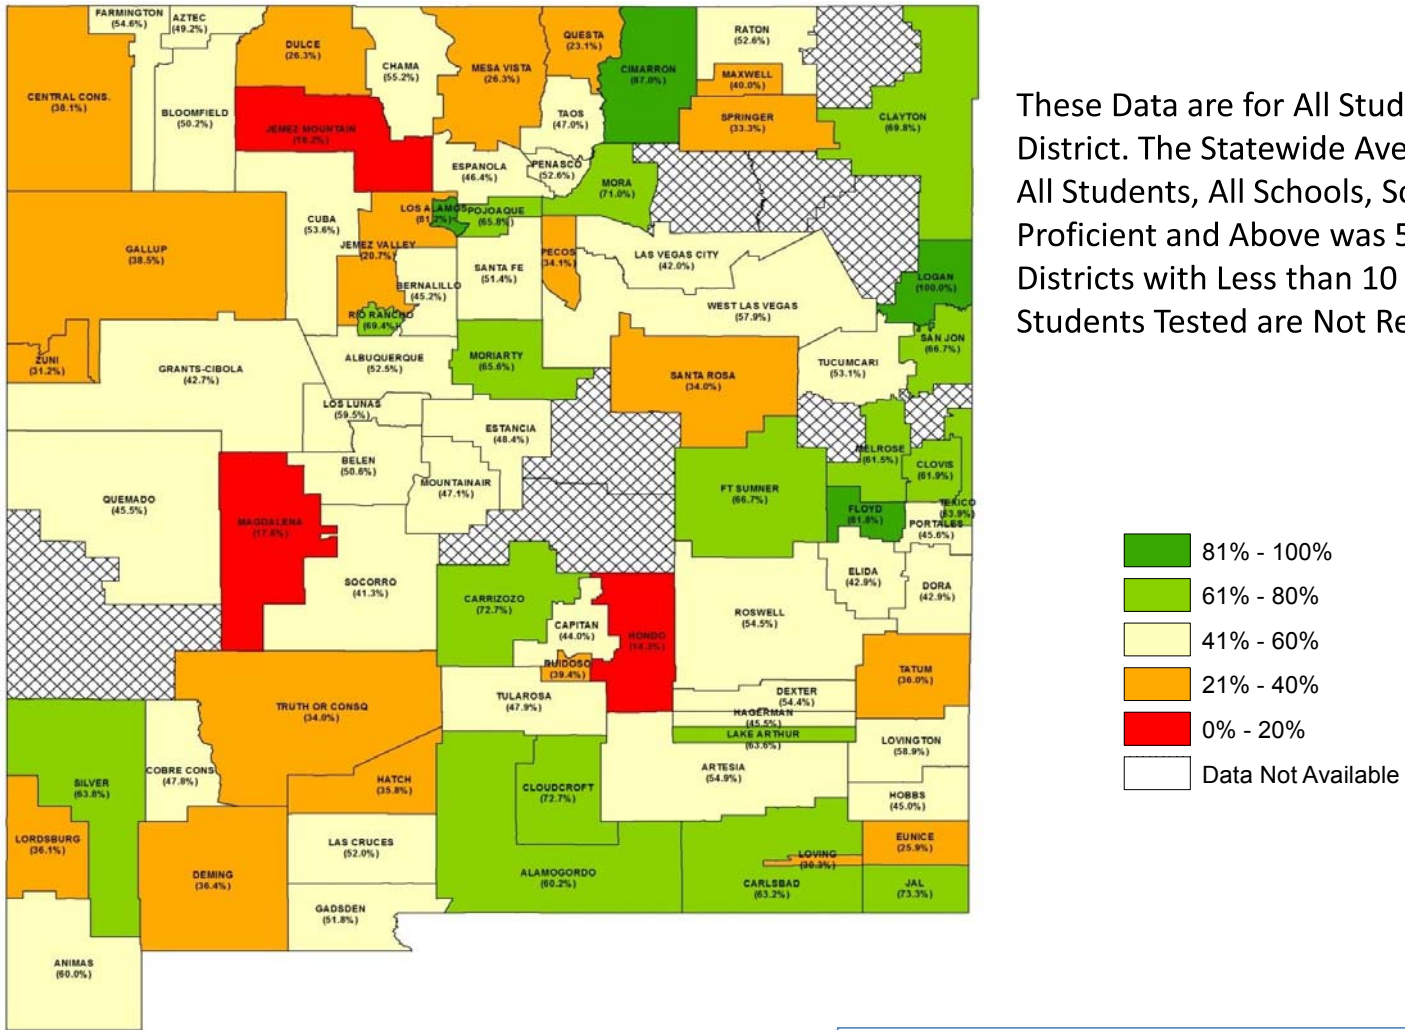 FARMINGTON
(54.6%)
AZTEC
(49.2%)
DULCE
(26.3%)
CHAMA
(55.2%)
MESA VISTA
(26.3%)
QUESTA
(23.1%)
CIMARRON
(87.0%)
RATON
(52.6%)
MAXWELL
(40.0%)
SPRINGER
(33.3%)
CLAYTON
(69.8%)
CENTRAL CONS.
(38.1%)
BLOOMFIELD
(50.2%)
JEMEZ MOUNTAIN
TAOS
(47.0%)
ESPANOLA
(46.4%)
PENASCO
(52.6%)
MORA
(71.0%)
GALLUP
(38.5%)
CUBA
(53.6%)
LOS ALAMOS
(81.2%)
POJOAQUE
(65.8%)
JEMEZ VALLEY
(20.7%)
BERNALILLO
(45.2%)
SANTA FE
(51.4%)
PECOS
(34.1%)
LAS VEGAS CITY
(42.0%)
WEST LAS VEGAS
(57.9%)
LOGAN
(100.0%)
SAN JON
(66.7%)
RIO RANCHO
(69.4%)
ZUNI
(31.2%)
GRANTS-CIBOLA
(42.7%)
ALBUQUERQUE
(52.5%)
MORIARTY
(65.6%)
SANTA ROSA
(34.0%)
TUCUMCARI
(53.1%)
LOS LUNAS
(59.5%)
BELEN
(50.6%)
ESTANCIA
(48.4%)
MOUNTAINAIR
(47.1%)
MELROSE
(61.5%)
CLOVIS
(61.9%)
QUEMADO
(45.5%)
MAGDALENA
(17.6%)
FT SUMNER
(66.7%)
FLOYD
(81.8%)
TEXICO
(63.9%)
PORTALES
(45.6%)
SOCORRO
(41.3%)
CARRIZOZO
(72.7%)
CAPITAN
(44.0%)
HONDO
(14.3%)
ROSWELL
(54.5%)
ELIDA
(42.9%)
DORA
(42.9%)
RUIDOSO
(39.4%)
TATUM
(36.0%)
TRUTH OR CONSQ
(34.0%)
TULAROSA
(47.9%)
DEXTER
(54.4%)
HAGERMAN
(45.5%)
LAKE ARTHUR
(63.6%)
LOVINGTON
(58.9%)
SILVER
(63.8%)
COBRE CONS
(47.8%)
HATCH
(35.8%)
CLOUDCROFT
(72.7%)
ARTESIA
(54.9%)
HOBBS
(45.0%)
LORDSBURG
(36.1%)
DEMING
(36.4%)
LAS CRUCES
(52.0%)
ALAMOGORDO
(60.2%)
LOVING
(30.3%)
CARLSBAD
(63.2%)
EUNICE
(25.9%)
JAL
(73.3%)
GADSDEN
(51.8%)
ANIMAS
(60.0%)
These Data are for All Stud
District. The Statewide Ave
All Students, All Schools, Sc
Proficient and Above was 5
Districts with Less than 10
Students Tested are Not Re
81% - 100%
61% - 80%
41% - 60%
21% - 40%
0% - 20%
Data Not Available